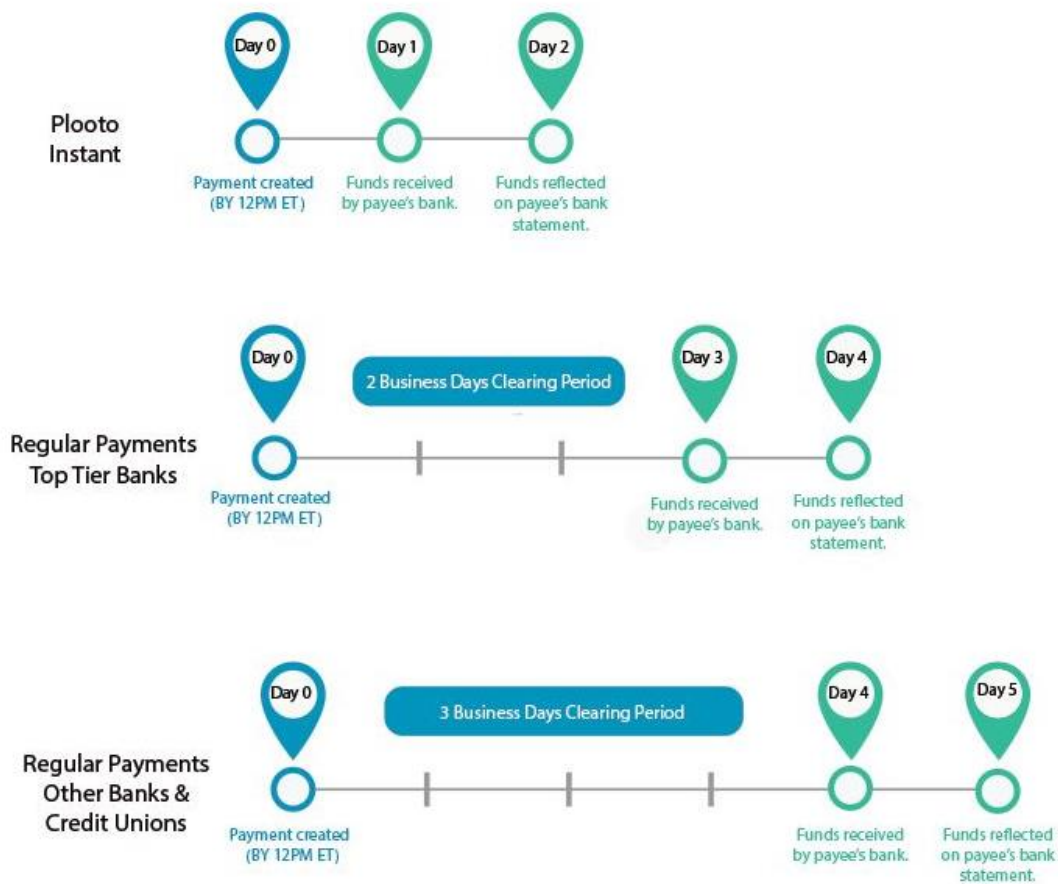 Day 0
Day 1
Day 2
Plooto
Instant
Payment created
(BY 12PM ET)
Funds received
by payee's bank.
Funds reflected
on payee's bank
statement.
Day 0
2 Business Days Clearing Period
Day 3
Day 4
Regular Payments
Top Tier Banks
Payment created
(BY 12PM ET)
Funds received
by payee's bank.
Funds reflected
on payee's bank
statement.
Day 0
3 Business Days Clearing Period
Day 4
Day 5
Regular Payments
Other Banks &
Credit Unions
Payment created
(BY 12PM ET)
Funds received
by payee's bank.
Funds reflected
on payee's bank
statement.